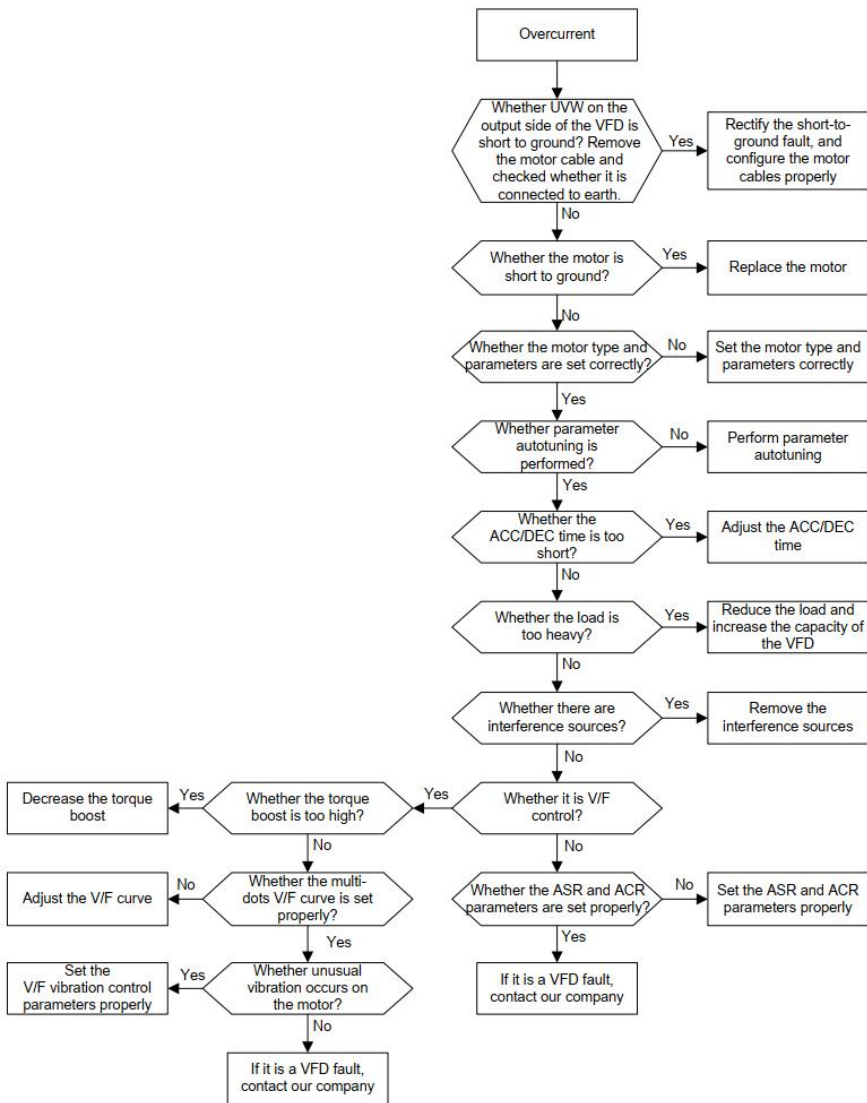 Overcurrent
Whether UVW on the
output side of the VFD is
short to ground? Remove
the motor cable and
checked whether it is
connected to earth.
Yes
Rectify the short-to-
ground fault, and
configure the motor
cables properly
No
Whether the motor is
short to ground?
Yes
Replace the motor
No
Whether the motor type and
parameters are set correctly?
No
Set the motor type and
parameters correctly
Yes
Whether parameter
autotuning is
performed?
No
Perform parameter
autotuning
Yes
Whether the
ACC/DEC time is too
short?
Yes
Adjust the ACC/DEC
time
No
Whether the load is
too heavy?
Yes
Reduce the load and
increase the capacity of
the VFD
No
Whether there are
interference sources?
Yes
Remove the
interference sources
No
Whether it is V/F
control?
Yes
Whether the torque
boost is too high?
Yes
Decrease the torque
boost
No
Whether the multi-
dots V/F curve is set
properly?
No
Adjust the V/F curve
Yes
Whether unusual
vibration occurs on
the motor?
Yes
Set the
V/F vibration control
parameters properly
No
If it is a VFD fault,
contact our company
No
Whether the ASR and ACR
parameters are set properly?
No
Set the ASR and ACR
parameters properly
Yes
If it is a VFD fault,
contact our company